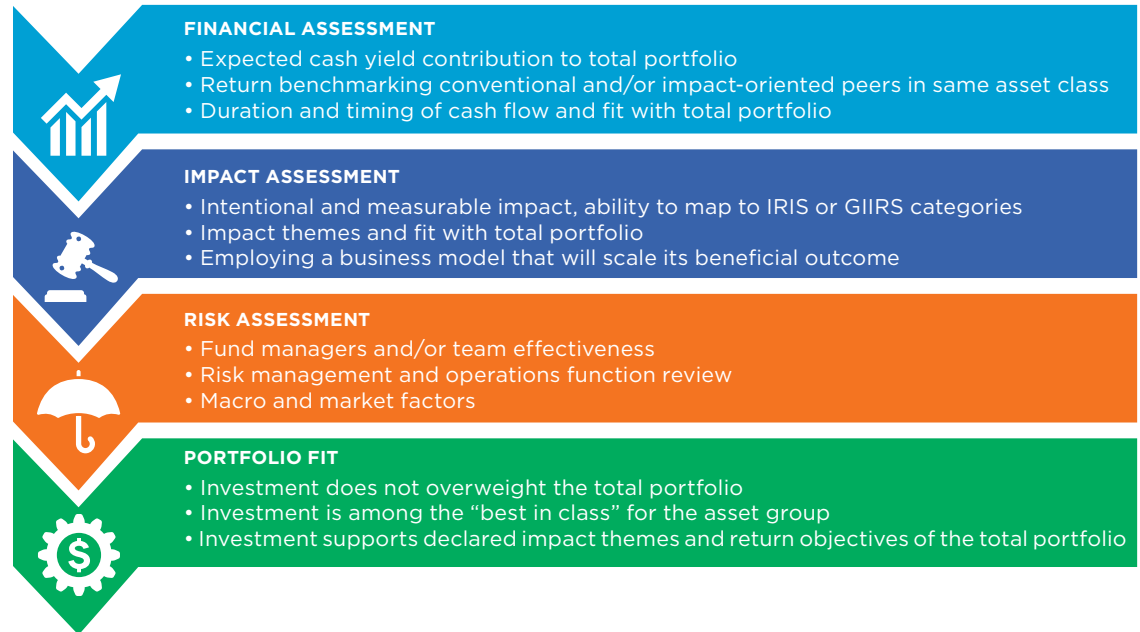 FINANCIAL ASSESSMENT
• Expected cash yield contribution to total portfolio
• Return benchmarking conventional and/or impact-oriented peers in same asset class
• Duration and timing of cash flow and fit with total portfolio
IMPACT ASSESSMENT
• Intentional and measurable impact, ability to map to IRIS or GIIRS categories
• Impact themes and fit with total portfolio
• Employing a business model that will scale its beneficial outcome
RISK ASSESSMENT
• Fund managers and/or team effectiveness
• Risk management and operations function review
• Macro and market factors
PORTFOLIO FIT
• Investment does not overweight the total portfolio
• Investment is among the “best in class” for the asset group
• Investment supports declared impact themes and return objectives of the total portfolio
$